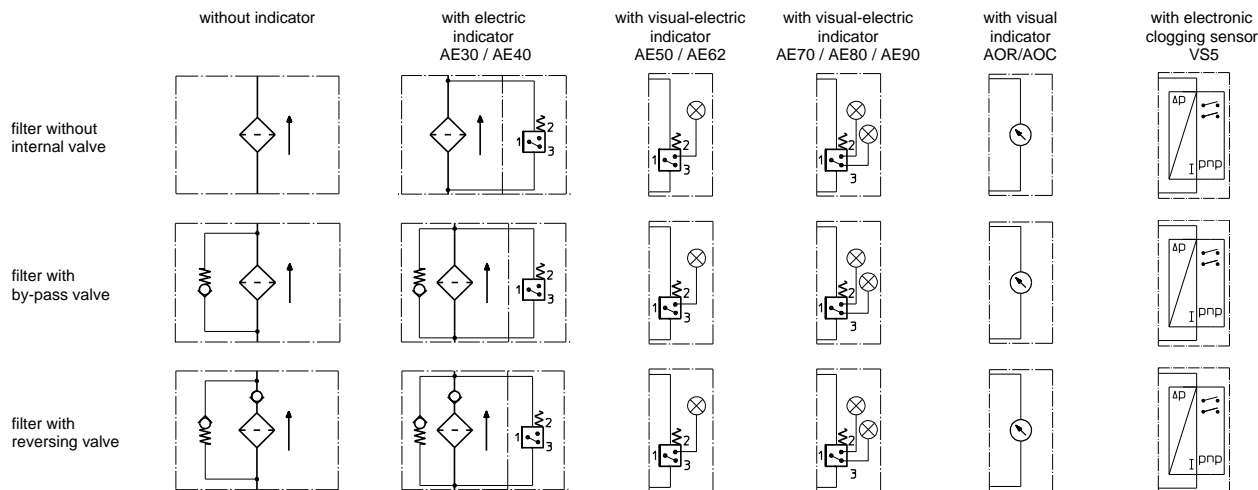 without indicator
with electric
indicator
AE30 / AE40
with visual-electric
indicator
AE50 / AE62
with visual-electric
indicator
AE70 / AE80 / AE90
with visual
indicator
AOR/AOC
with electronic
clogging sensor
VS5
filter without
internal valve
1 2 3
1 2 3
1 2 3
Δp
I pnp
filter with
by-pass valve
1 2 3
1 2 3
1 2 3
Δp
I pnp
filter with
reversing valve
1 2 3
1 2 3
1 2 3
Δp
I pnp